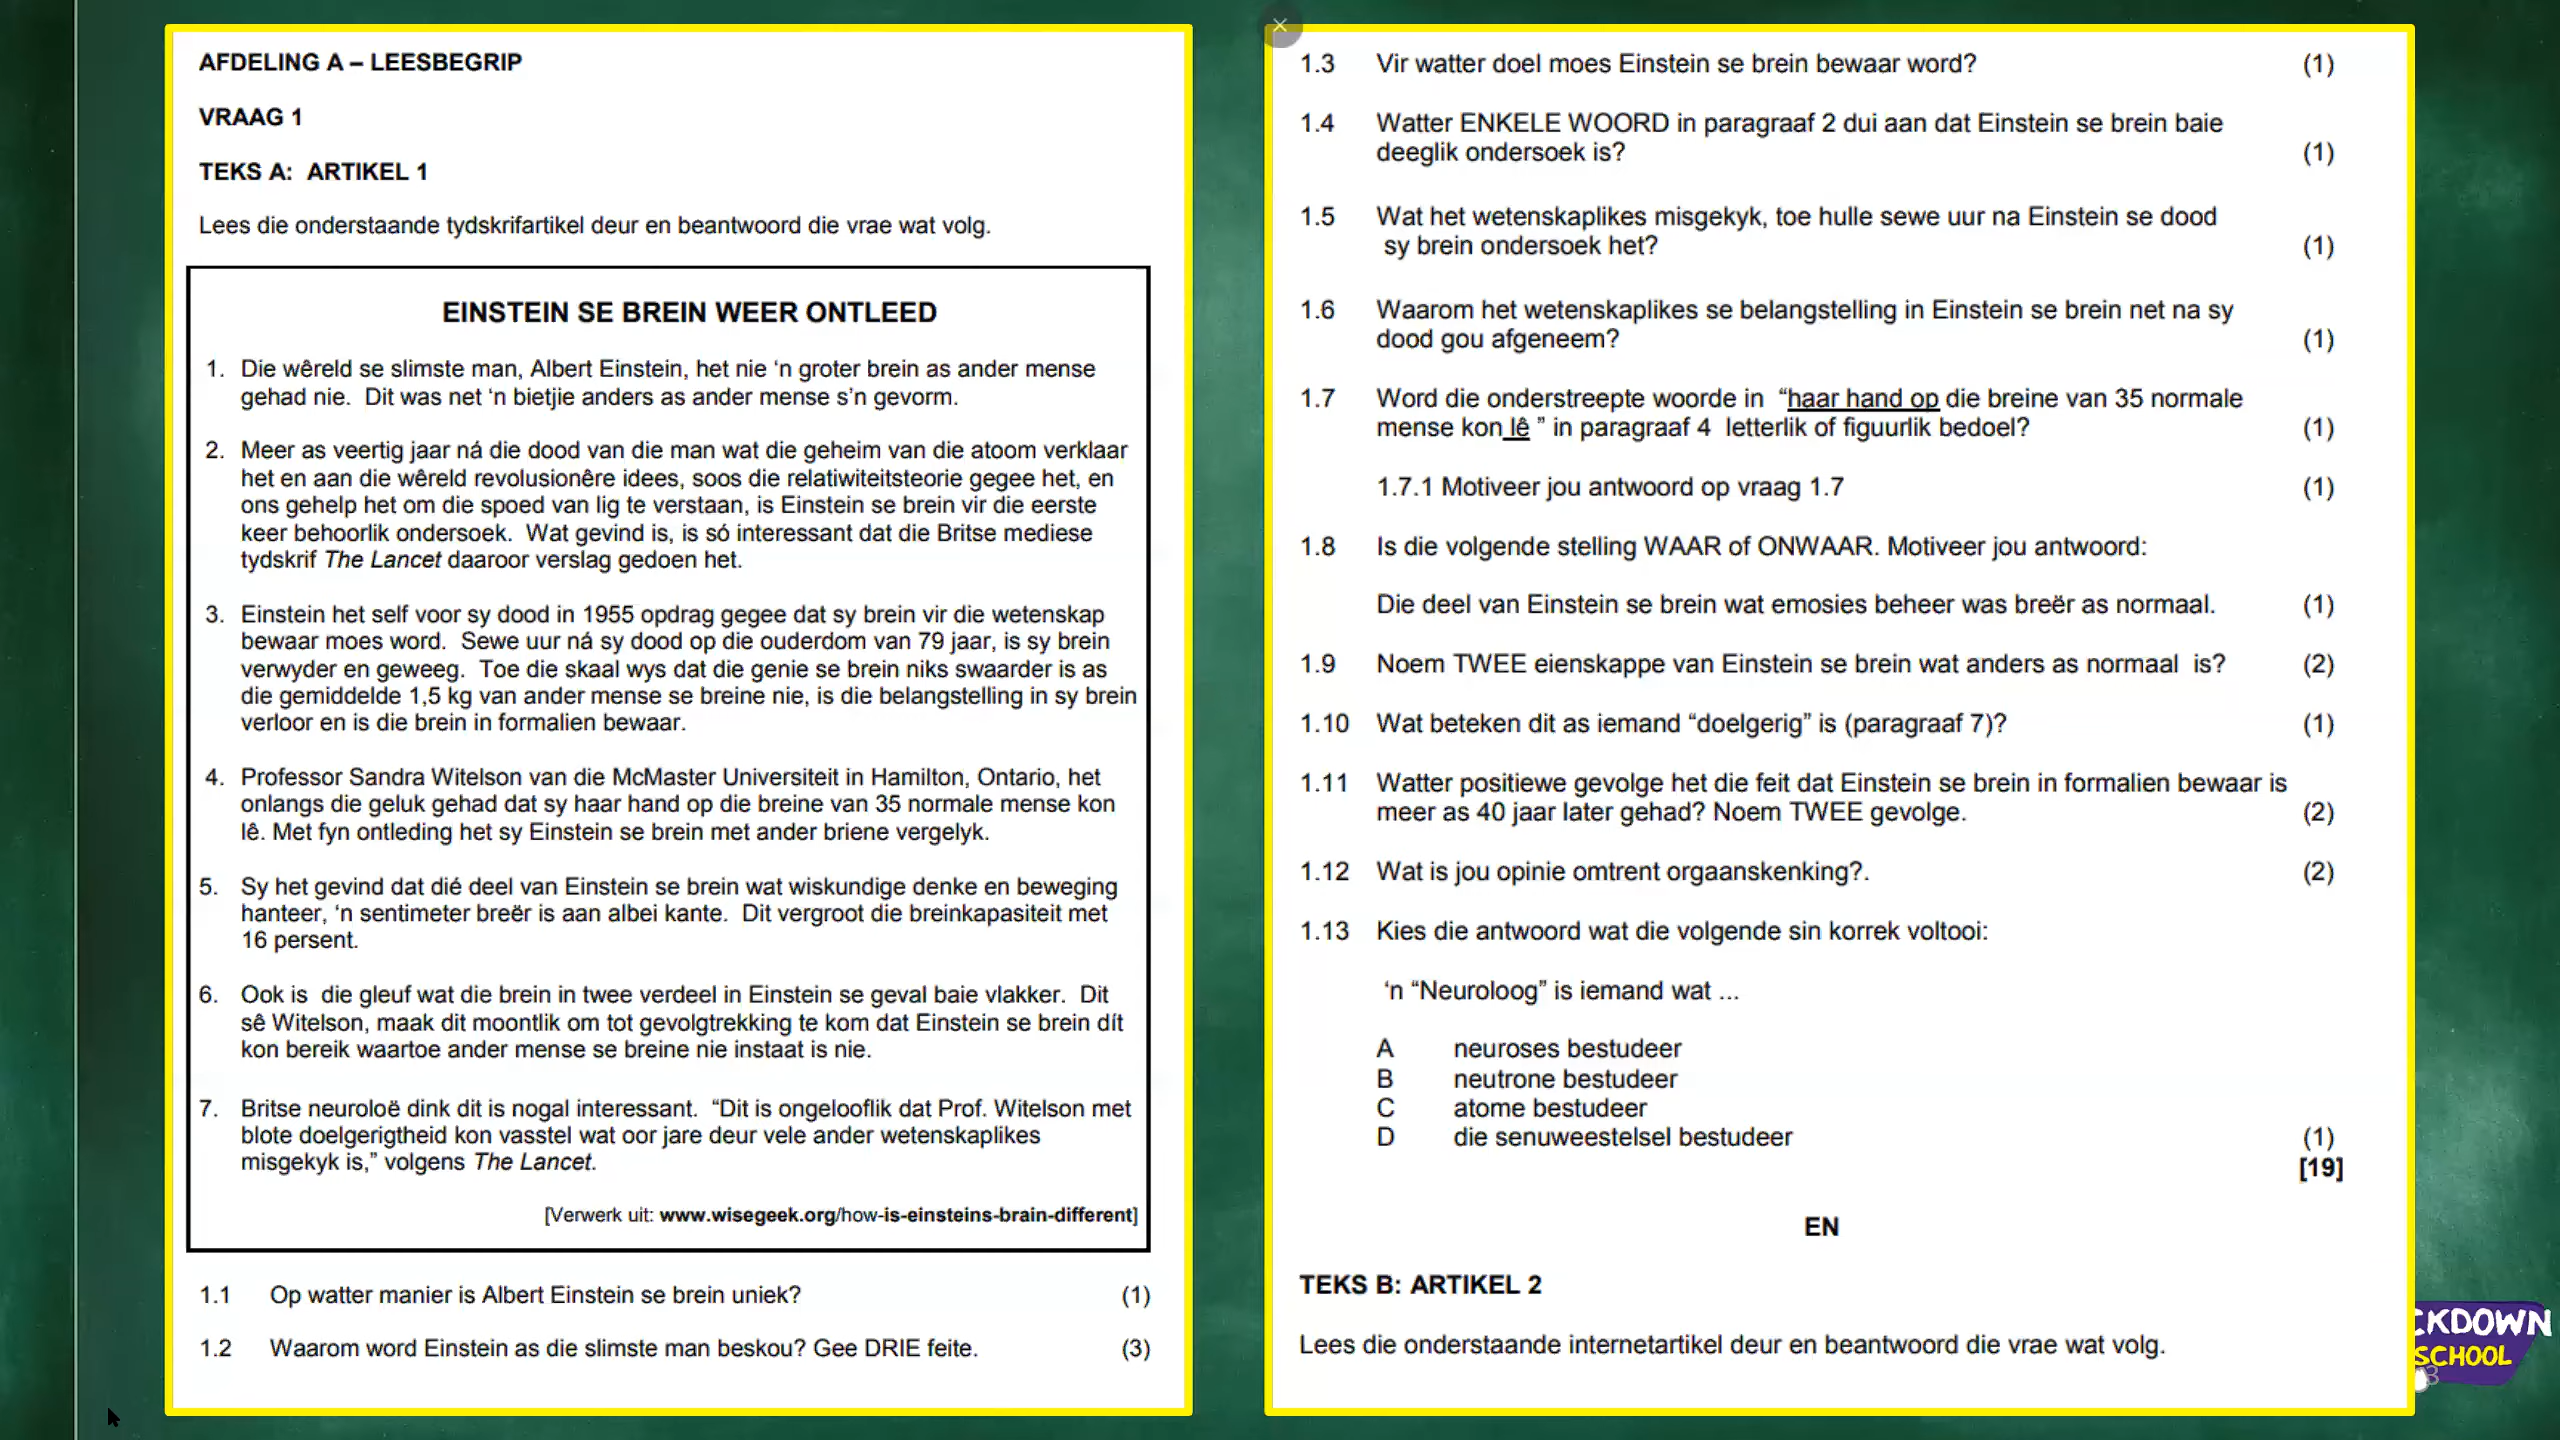 AFDELING A – LEESBEGRIP
VRAAG 1
TEKS A: ARTIKEL 1
Lees die onderstaande tydskrifartikel deur en beantwoord die vrae wat volg.
EINSTEIN SE BREIN WEER ONTLEED
1. Die wêreld se slimste man, Albert Einstein, het nie ‘n groter brein as ander mense
gehad nie. Dit was net ‘n bietjie anders as ander mense s’n gevorm.
2. Meer as veertig jaar ná die dood van die man wat die geheim van die atoom verklaar
het en aan die wêreld revolusionêre idees, soos die relatiwiteitsteorie gegee het, en
ons gehelp het om die spoed van lig te verstaan, is Einstein se brein vir die eerste
keer behoorlik ondersoek. Wat gevind is, is só interessant dat die Britse mediese
tydskrif The Lancet daaroor verslag gedoen het.
3. Einstein het self voor sy dood in 1955 opdrag gegee dat sy brein vir die wetenskap
bewaar moes word. Sewe uur ná sy dood op die ouderdom van 79 jaar, is sy brein
verwyder en geweeg. Toe die skaal wys dat die genie se brein niks swaarder is as
die gemiddelde 1,5 kg van ander mense se breine nie, is die belangstelling in sy brein
verloor en is die brein in formalien bewaar.
4. Professor Sandra Witelson van die McMaster Universiteit in Hamilton, Ontario, het
onlangs die geluk gehad dat sy haar hand op die breine van 35 normale mense kon
lê. Met fyn ontleding het sy Einstein se brein met ander briene vergelyk.
5. Sy het gevind dat dié deel van Einstein se brein wat wiskundige denke en beweging
hanteer, ‘n sentimeter breër is aan albei kante. Dit vergroot die breinkapasiteit met
16 persent.
6. Ook is die gleuf wat die brein in twee verdeel in Einstein se geval baie vlakker. Dit
sê Witelson, maak dit moontlik om tot gevolgtrekking te kom dat Einstein se brein dít
kon bereik waartoe ander mense se breine nie instaat is nie.
7. Britse neuroloë dink dit is nogal interessant. “Dit is ongelooflik dat Prof. Witelson met
blote doelgerigtheid kon vasstel wat oor jare deur vele ander wetenskaplikes
misgekyk is,” volgens The Lancet.
[Verwerk uit: www.wisegeek.org/how-is-einsteins-brain-different]
1.1 Op watter manier is Albert Einstein se brein uniek? (1)
1.2 Waarom word Einstein as die slimste man beskou? Gee DRIE feite. (3)
1.3 Vir watter doel moes Einstein se brein bewaar word? (1)
1.4 Watter ENKELE WOORD in paragraaf 2 dui aan dat Einstein se brein baie
deeglik ondersoek is? (1)
1.5 Wat het wetenskaplikes misgekyk, toe hulle sewe uur na Einstein se dood
sy brein ondersoek het? (1)
1.6 Waarom het wetenskaplikes se belangstelling in Einstein se brein net na sy
dood gou afgeneem? (1)
1.7 Word die onderstreepte woorde in “haar hand op die breine van 35 normale
mense kon lê ” in paragraaf 4 letterlik of figuurlik bedoel? (1)
1.7.1 Motiveer jou antwoord op vraag 1.7 (1)
1.8 Is die volgende stelling WAAR of ONWAAR. Motiveer jou antwoord:
Die deel van Einstein se brein wat emosies beheer was breër as normaal. (1)
1.9 Noem TWEE eienskappe van Einstein se brein wat anders as normaal is? (2)
1.10 Wat beteken dit as iemand “doelgerig” is (paragraaf 7)? (1)
1.11 Watter positiewe gevolge het die feit dat Einstein se brein in formalien bewaar is
meer as 40 jaar later gehad? Noem TWEE gevolge. (2)
1.12 Wat is jou opinie omtrent orgaanskenking?. (2)
1.13 Kies die antwoord wat die volgende sin korrek voltooi:
‘n “Neuroloog” is iemand wat ...
A neuroses bestudeer
B neutrone bestudeer
C atome bestudeer
D die senuweestelsel bestudeer (1)
[19]
EN
TEKS B: ARTIKEL 2
Lees die onderstaande internetartikel deur en beantwoord die vrae wat volg.
CKDOWN
SCHOOL